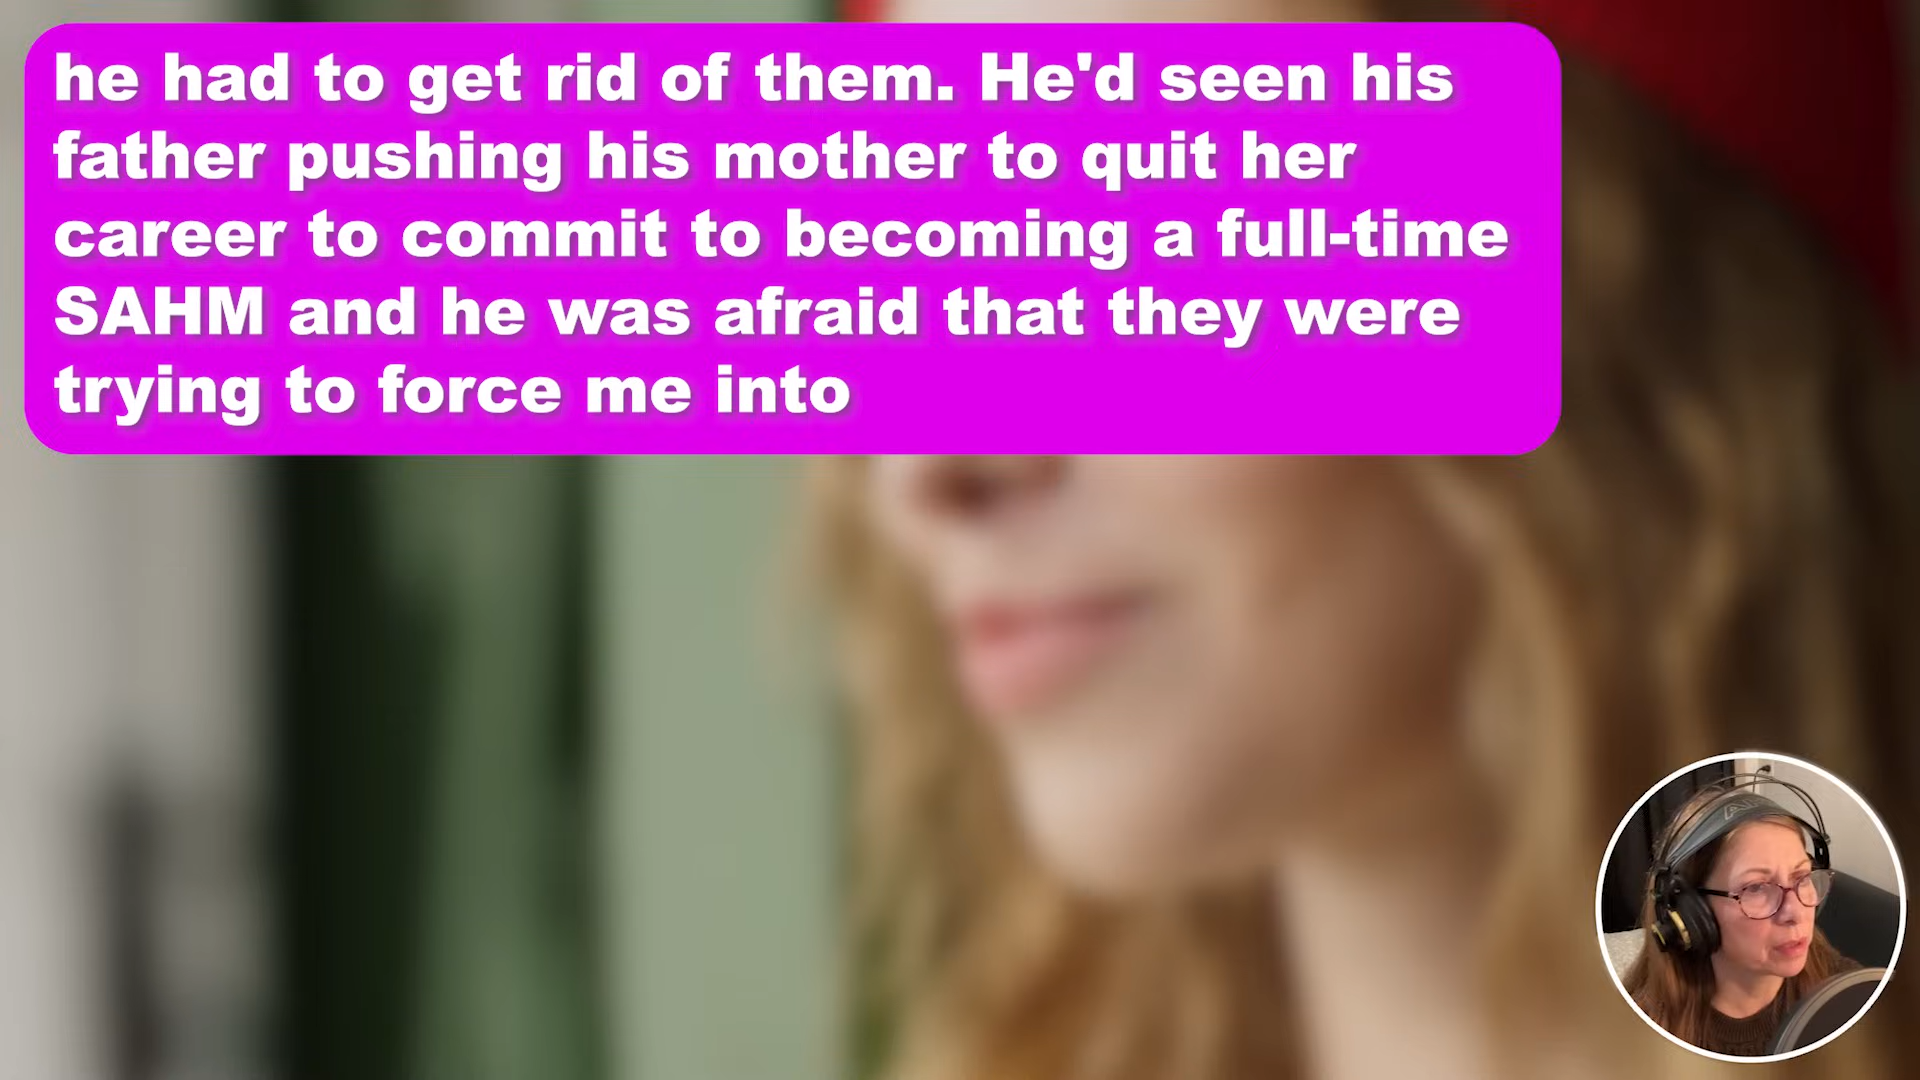 he had to get rid of them. He'd seen his
father pushing his mother to quit her
career to commit to becoming a full-time
SAHM and he was afraid that they were
trying to force me into